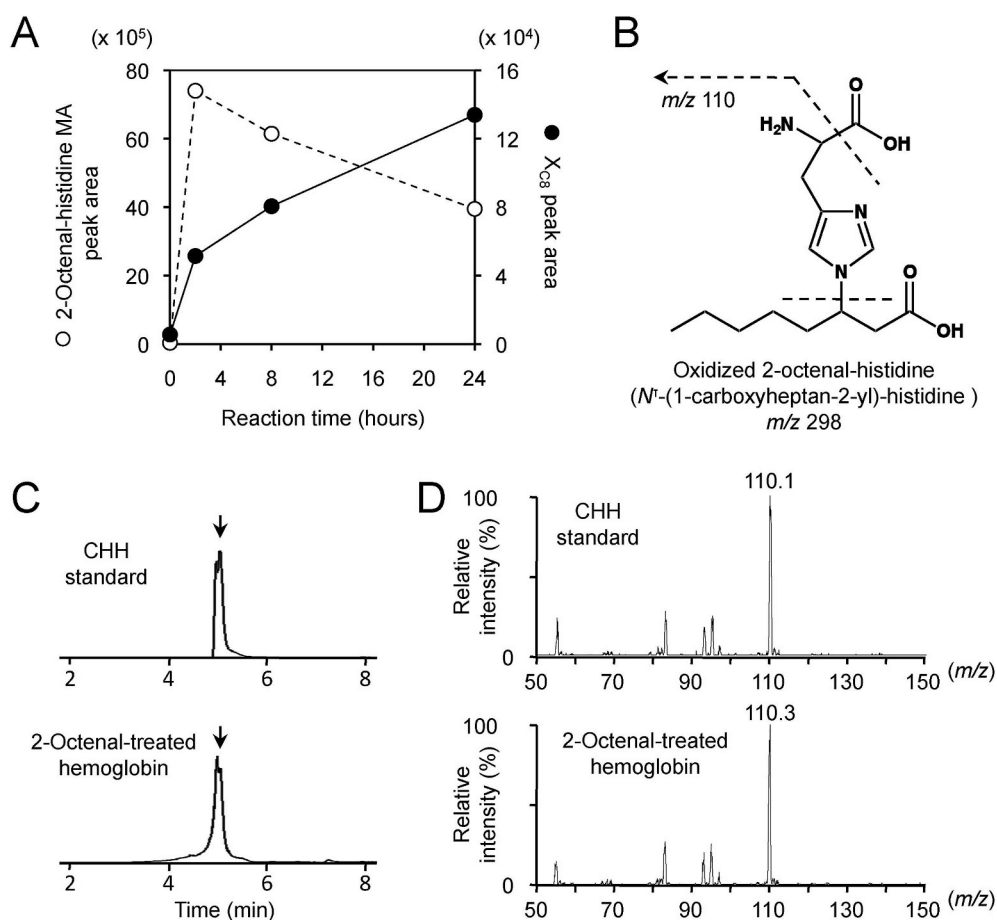 A
(x 10⁵)
(x 10⁴)
80
60
40
20
0
16
12
8
4
0
○ 2-Octenal-histidine MA
peak area
● X_C8 peak area
0 4 8 12 16 20 24
Reaction time (hours)
B
m/z 110
O
H₂N
OH
N
N
O
OH
Oxidized 2-octenal-histidine
(Nτ-(1-carboxyheptan-2-yl)-histidine )
m/z 298
C
CHH
standard
2 4 6 8
2-Octenal-treated
hemoglobin
2 4 6 8
Time (min)
D
110.1
100
CHH
standard
Relative
intensity (%)
0
50 70 90 110 130 150 (m/z)
110.3
100
2-Octenal-treated
hemoglobin
Relative
intensity (%)
0
50 70 90 110 130 150 (m/z)